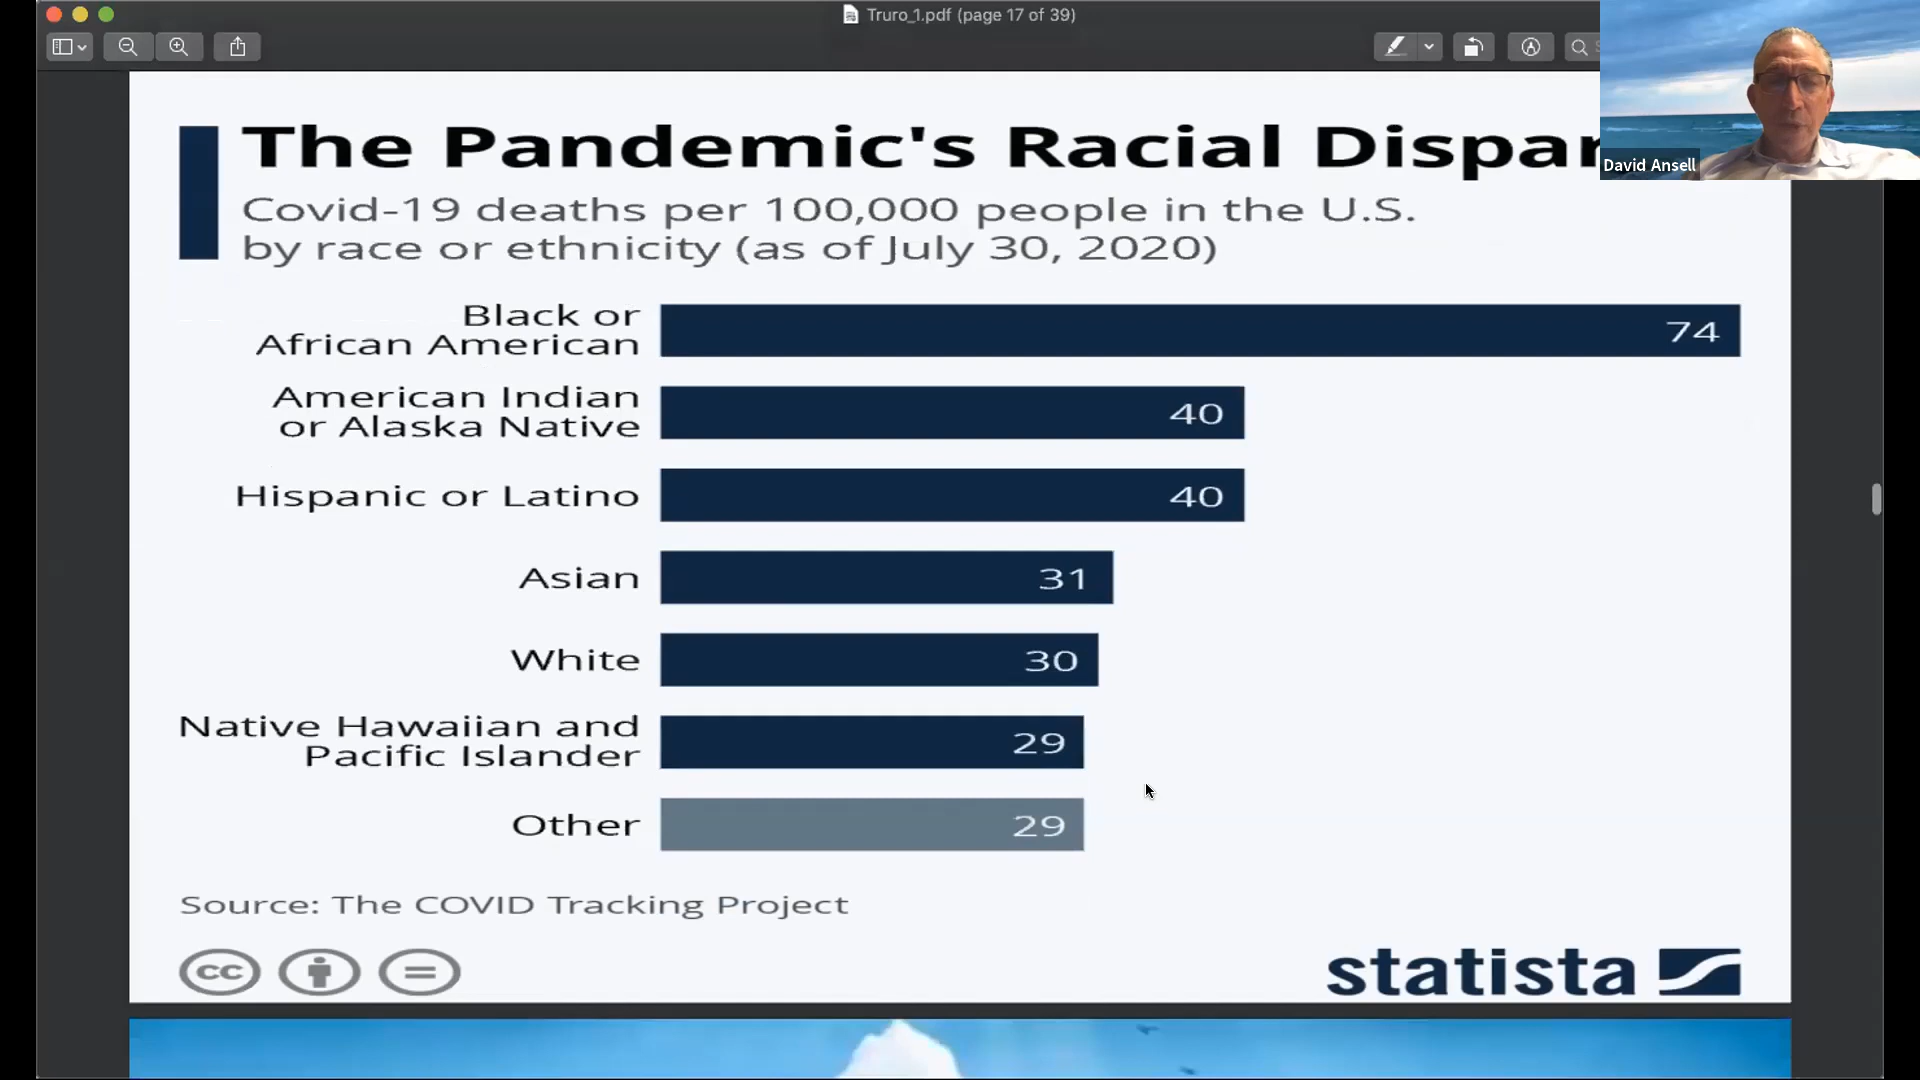 Truro_1.pdf (page 17 of 39)
David Ansell
The Pandemic's Racial Dispar
Covid-19 deaths per 100,000 people in the U.S.
by race or ethnicity (as of July 30, 2020)
Black or
African American
74
American Indian
or Alaska Native
40
Hispanic or Latino
40
Asian
31
White
30
Native Hawaiian and
Pacific Islander
29
Other
29
Source: The COVID Tracking Project
cc
statista